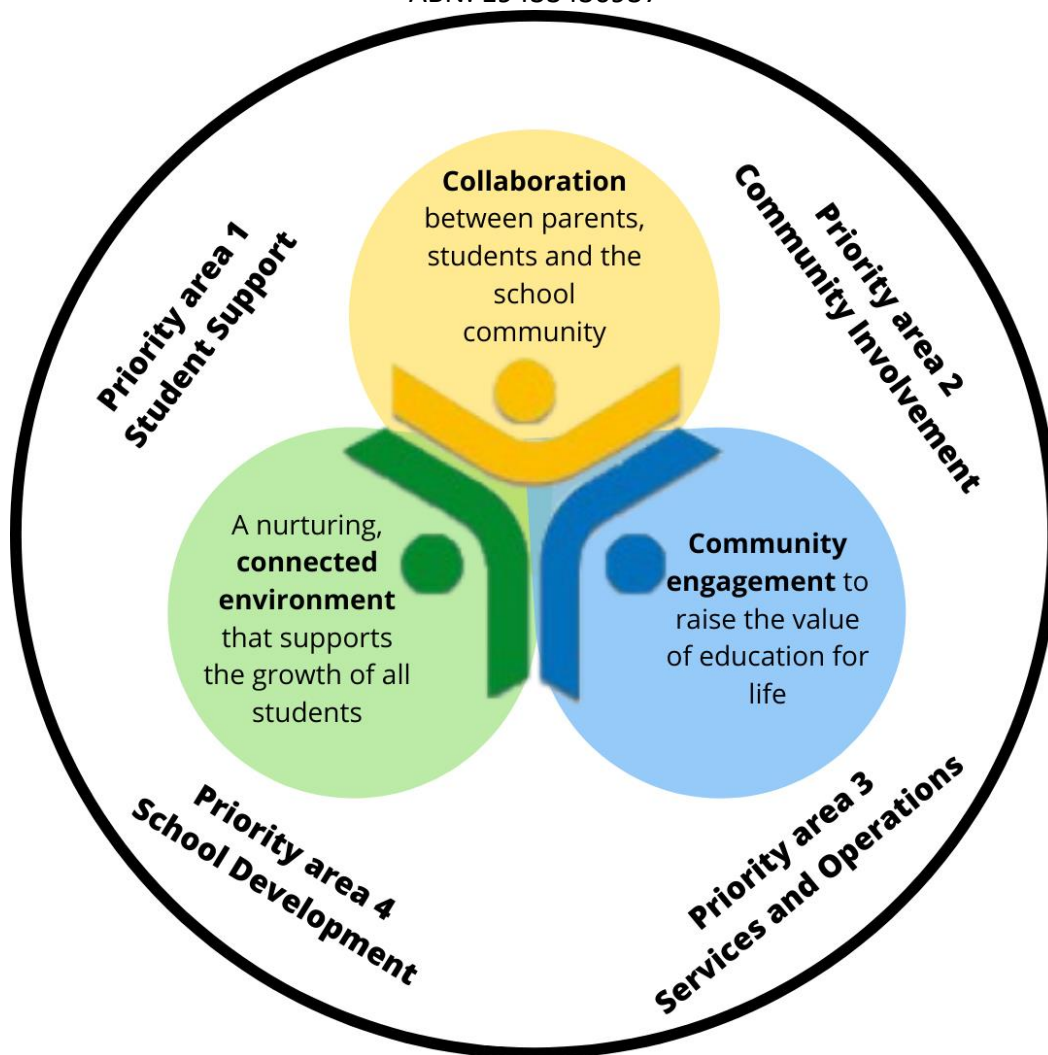 Priority area 1
Student Support
Priority area 2
Community Involvement
Collaboration
between parents,
students and the
school
community
A nurturing,
connected
environment
that supports
the growth of all
students
Community
engagement to
raise the value
of education for
life
Priority area 4
School Development
Priority area 3
Services and Operations